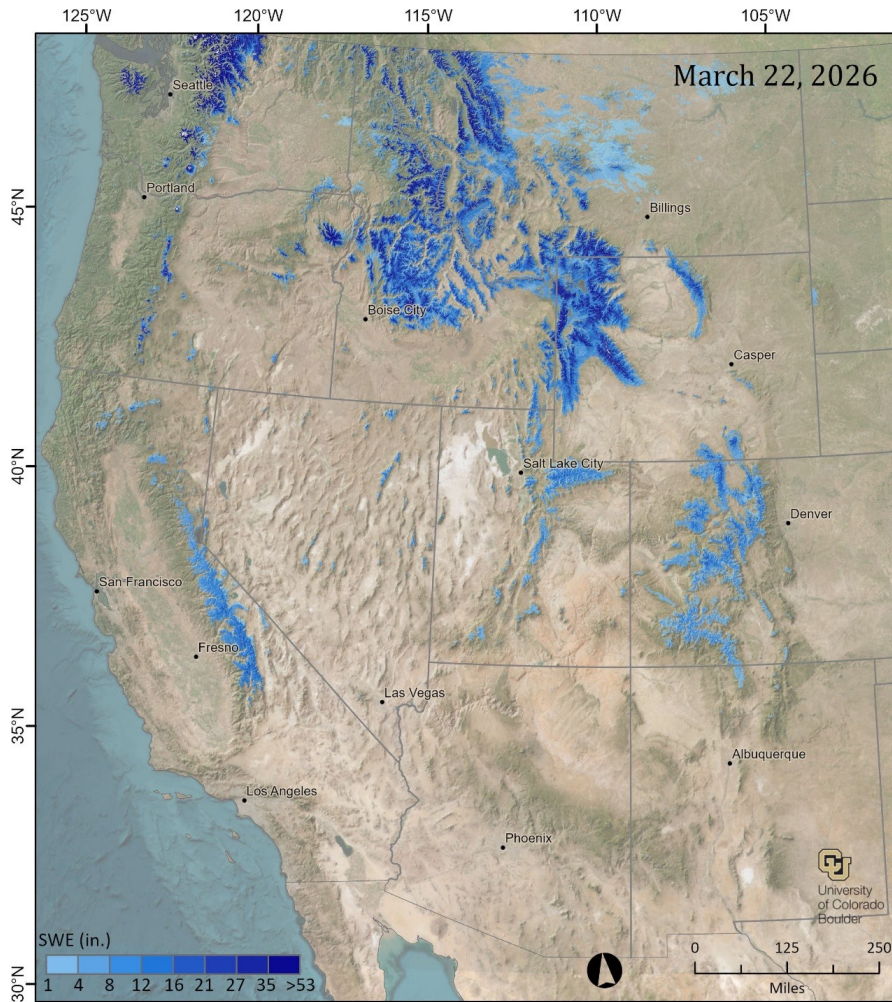 125°W 120°W 115°W 110°W 105°W
March 22, 2026
Seattle
Portland
45°N
Billings
Boise City
Casper
40°N
Salt Lake City
Denver
San Francisco
Fresno
Las Vegas
35°N
Albuquerque
Los Angeles
Phoenix
CU
University
of Colorado
Boulder
SWE (in.)
1 4 8 12 16 21 27 35 >53
0 125 250
Miles
30°N